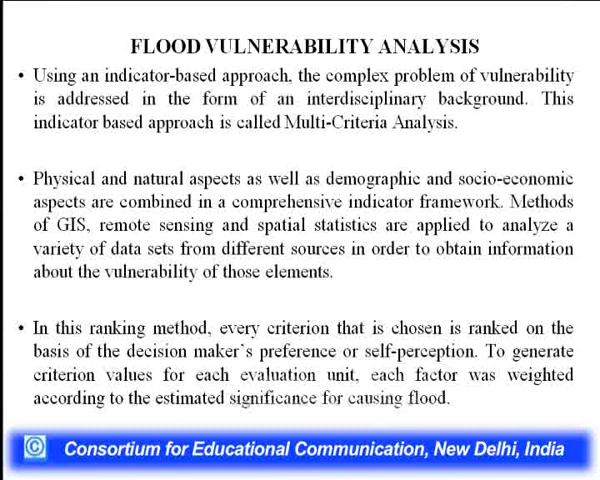 FLOOD VULNERABILITY ANALYSIS
• Using an indicator-based approach, the complex problem of vulnerability
is addressed in the form of an interdisciplinary background. This
indicator based approach is called Multi-Criteria Analysis.
• Physical and natural aspects as well as demographic and socio-economic
aspects are combined in a comprehensive indicator framework. Methods
of GIS, remote sensing and spatial statistics are applied to analyze a
variety of data sets from different sources in order to obtain information
about the vulnerability of those elements.
• In this ranking method, every criterion that is chosen is ranked on the
basis of the decision maker`s preference or self-perception. To generate
criterion values for each evaluation unit, each factor was weighted
according to the estimated significance for causing flood.
© Consortium for Educational Communication, New Delhi, India